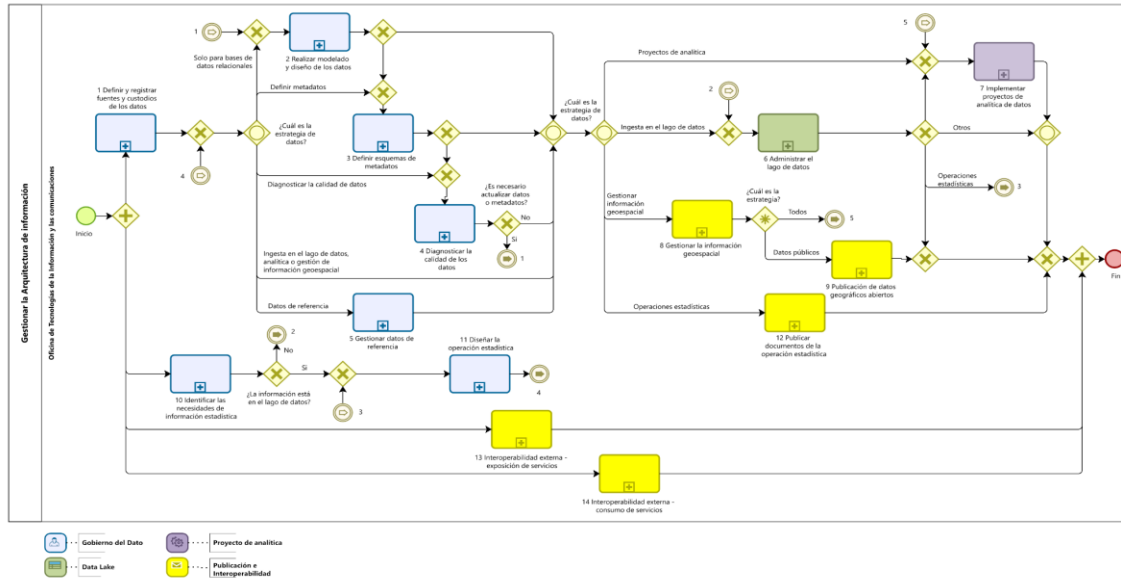 Gestionar la Arquitectura de información
Oficina de Tecnologías de la Información y las comunicaciones
Inicio
1 Definir y registrar
fuentes y custodios
de los datos
4
1
Solo para bases de
datos relacionales
2 Realizar modelado
y diseño de los datos
Definir metadatos
¿Cuál es la
estrategia de
datos?
3 Definir esquemas de
metadatos
Diagnosticar la calidad de datos
¿Es necesario
actualizar datos
o metadatos?
No
Si
1
4 Diagnosticar la
calidad de los
datos
Ingesta en el lago de datos,
analítica o gestión de
información geoespacial
Datos de referencia
5 Gestionar datos de
referencia
¿Cuál es la
estrategia de
datos?
Proyectos de analítica
5
7 Implementar
proyectos de
analítica de datos
2
Ingesta en el lago de datos
6 Administrar el
lago de datos
Otros
Operaciones
estadísticas
3
Gestionar
información
geoespacial
8 Gestionar la información
geoespacial
¿Cuál es la
estrategia?
Todos
5
Datos públicos
9 Publicación de datos
geográficos abiertos
Operaciones estadísticas
12 Publicar
documentos de la
operación estadística
Fin
10 Identificar las
necesidades de
información estadística
2
No
Si
¿La información está
en el lago de datos?
3
11 Diseñar la
operación estadística
4
13 Interoperabilidad externa -
exposición de servicios
14 Interoperabilidad externa -
consumo de servicios
Gobierno del Dato
Proyecto de analítica
Data Lake
Publicación e
Interoperabilidad